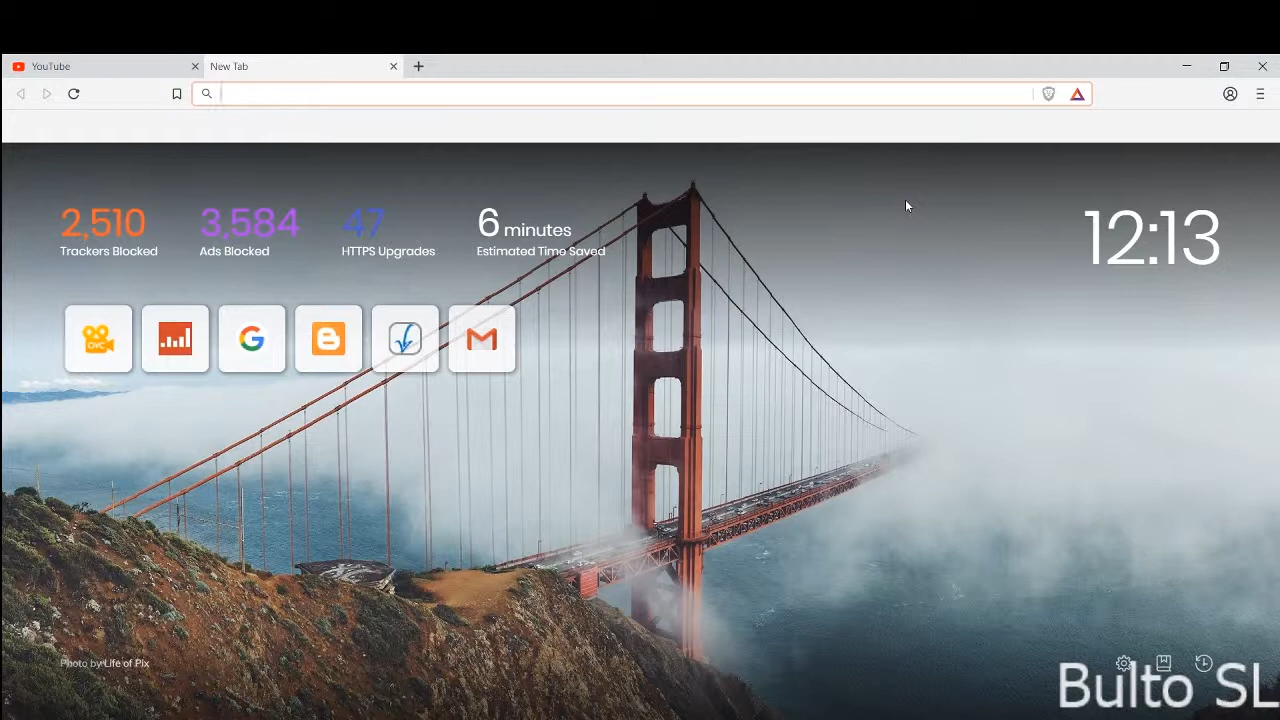 YouTube
New Tab
2,510
Trackers Blocked
3,584
Ads Blocked
47
HTTPS Upgrades
6 minutes
Estimated Time Saved
12:13
OVC
G
B
M
Photo by Life of Pix
Bulto SL